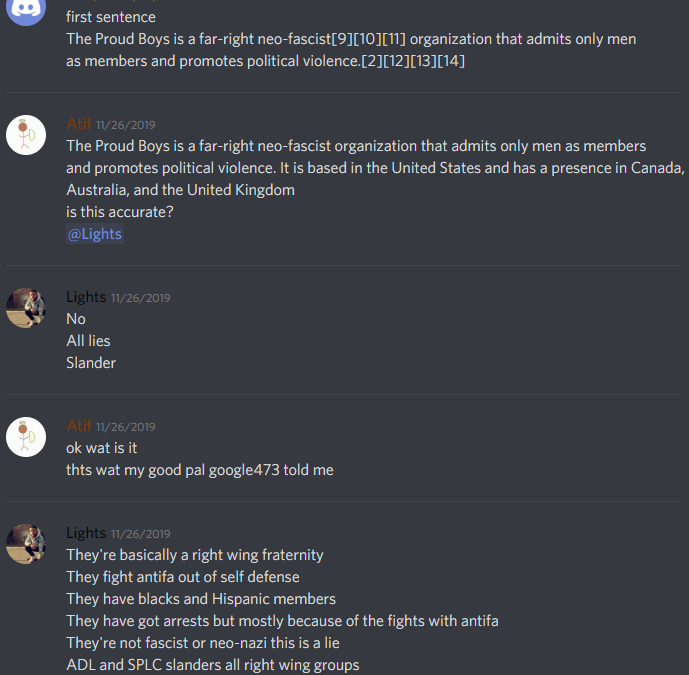 first sentence
The Proud Boys is a far-right neo-fascist[9][10][11] organization that admits only men
as members and promotes political violence.[2][12][13][14]
Atif 11/26/2019
The Proud Boys is a far-right neo-fascist organization that admits only men as members
and promotes political violence. It is based in the United States and has a presence in Canada,
Australia, and the United Kingdom
is this accurate?
@Lights
Lights 11/26/2019
No
All lies
Slander
Atif 11/26/2019
ok wat is it
thts wat my good pal google473 told me
Lights 11/26/2019
They're basically a right wing fraternity
They fight antifa out of self defense
They have blacks and Hispanic members
They have got arrests but mostly because of the fights with antifa
They're not fascist or neo-nazi this is a lie
ADL and SPLC slanders all right wing groups